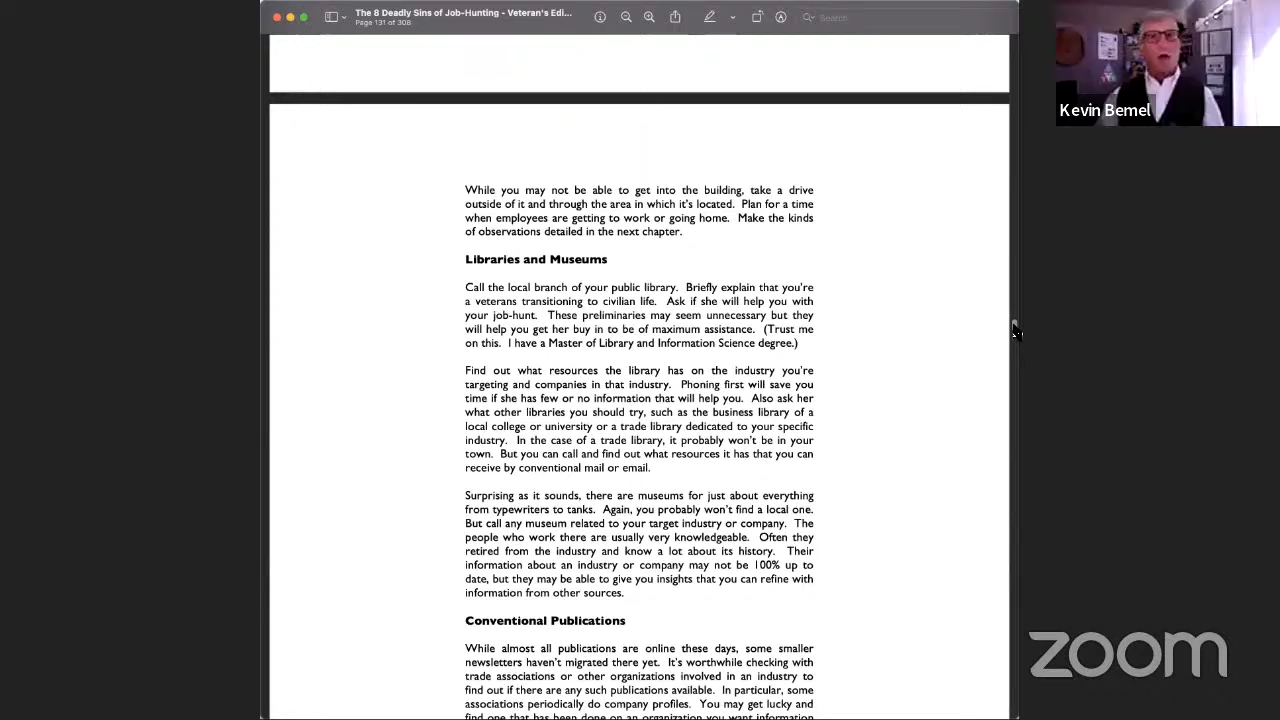 The 8 Deadly Sins of Job-Hunting - Veteran's Edi...
Page 131 of 308
Search
Kevin Bemel
While you may not be able to get into the building, take a drive
outside of it and through the area in which it's located. Plan for a time
when employees are getting to work or going home. Make the kinds
of observations detailed in the next chapter.
Libraries and Museums
Call the local branch of your public library. Briefly explain that you're
a veterans transitioning to civilian life. Ask if she will help you with
your job-hunt. These preliminaries may seem unnecessary but they
will help you get her buy in to be of maximum assistance. (Trust me
on this. I have a Master of Library and Information Science degree.)
Find out what resources the library has on the industry you're
targeting and companies in that industry. Phoning first will save you
time if she has few or no information that will help you. Also ask her
what other libraries you should try, such as the business library of a
local college or university or a trade library dedicated to your specific
industry. In the case of a trade library, it probably won't be in your
town. But you can call and find out what resources it has that you can
receive by conventional mail or email.
Surprising as it sounds, there are museums for just about everything
from typewriters to tanks. Again, you probably won't find a local one.
But call any museum related to your target industry or company. The
people who work there are usually very knowledgeable. Often they
retired from the industry and know a lot about its history. Their
information about an industry or company may not be 100% up to
date, but they may be able to give you insights that you can refine with
information from other sources.
Conventional Publications
While almost all publications are online these days, some smaller
newsletters haven't migrated there yet. It's worthwhile checking with
trade associations or other organizations involved in an industry to
find out if there are any such publications available. In particular, some
associations periodically do company profiles. You may get lucky and
find one that has been done on an organization you want information
zoom